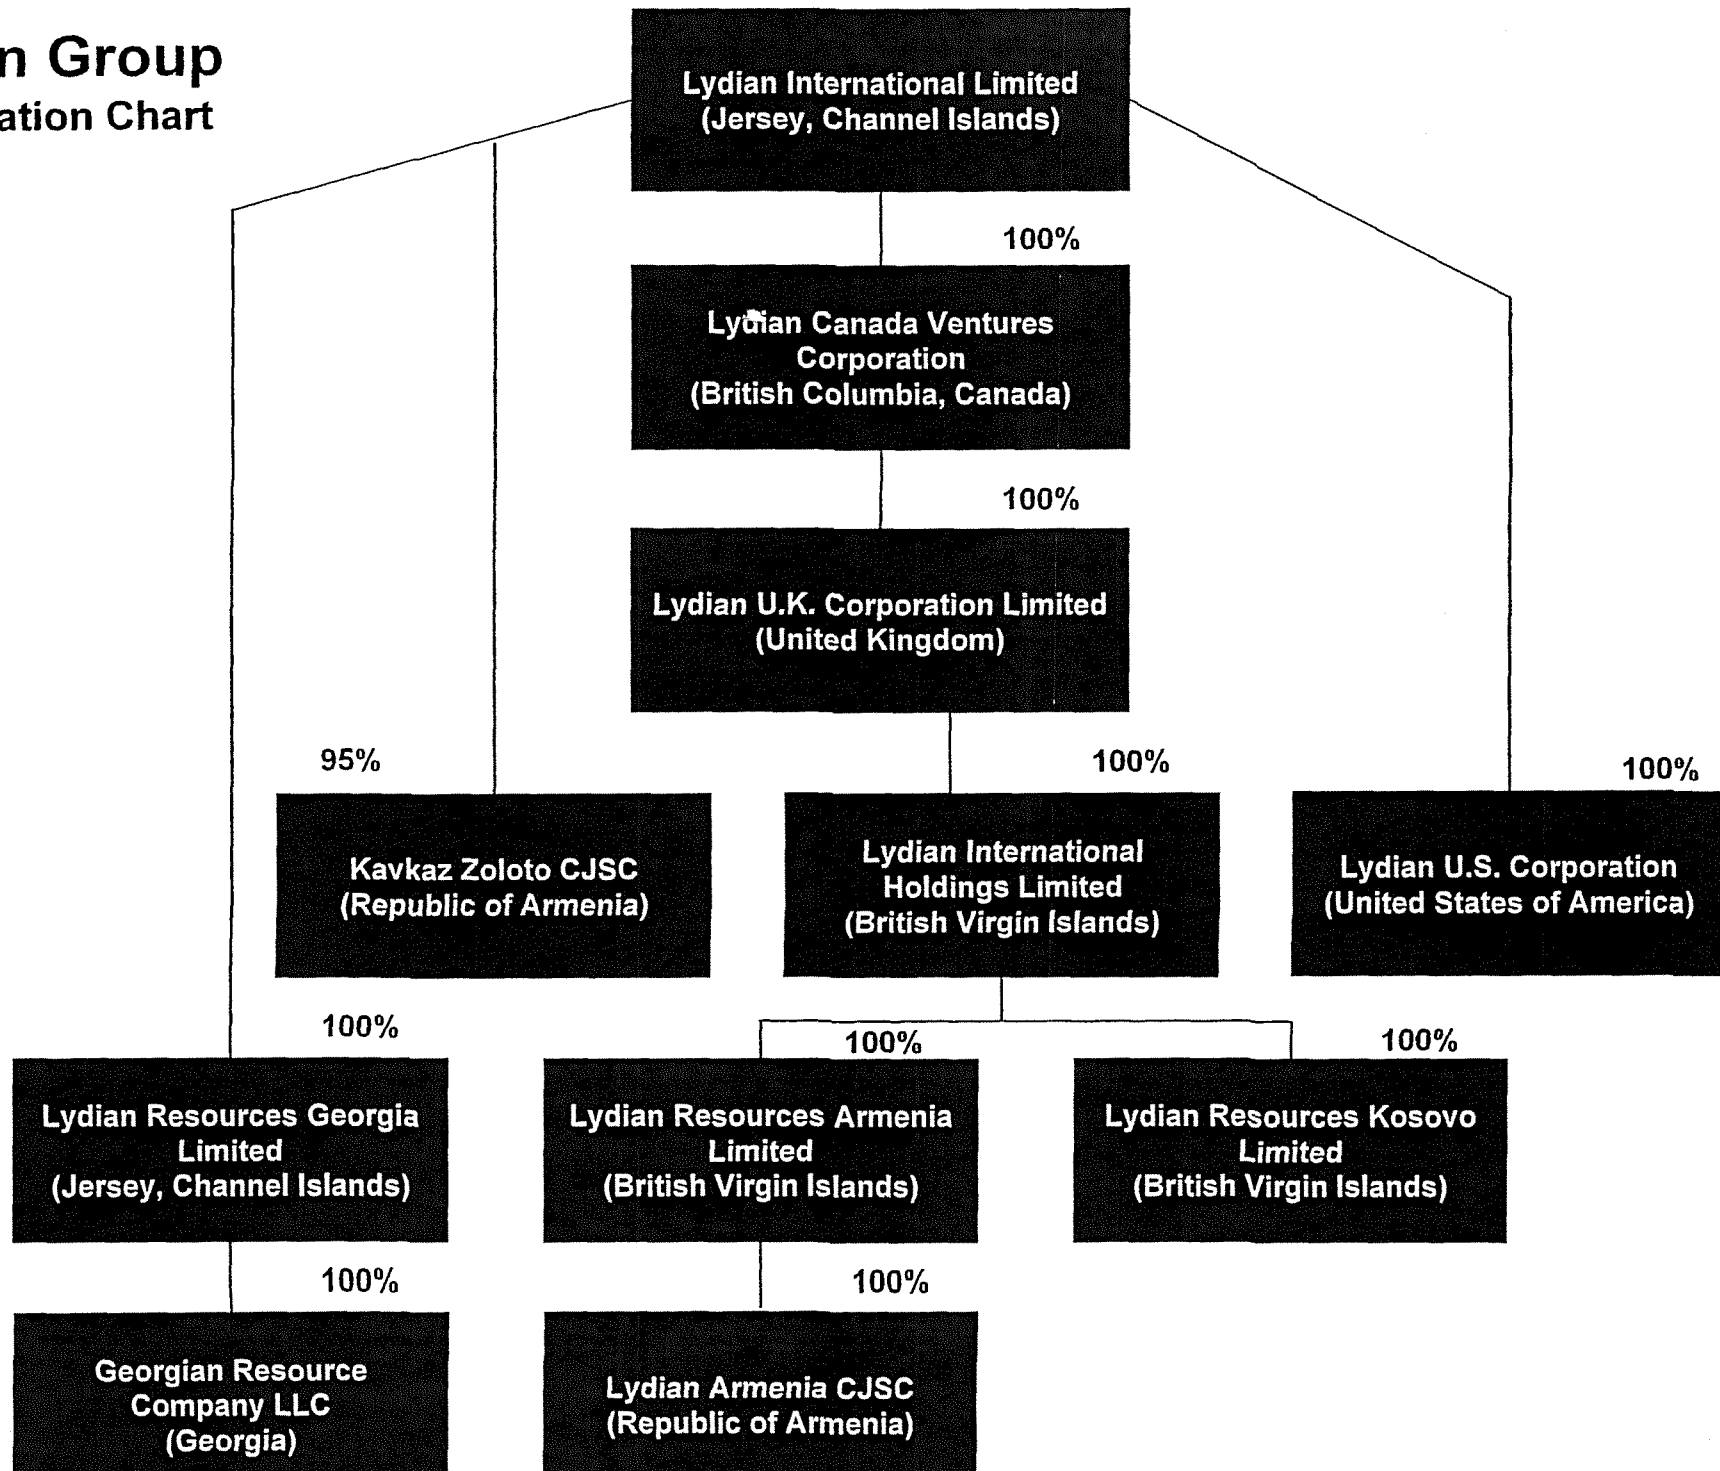 n Group
ation Chart
Lydian International Limited
(Jersey, Channel Islands)
100%
Lydian Canada Ventures
Corporation
(British Columbia, Canada)
100%
Lydian U.K. Corporation Limited
(United Kingdom)
95%
100%
100%
Kavkaz Zoloto CJSC
(Republic of Armenia)
Lydian International
Holdings Limited
(British Virgin Islands)
Lydian U.S. Corporation
(United States of America)
100%
100%
100%
Lydian Resources Georgia
Limited
(Jersey, Channel Islands)
Lydian Resources Armenia
Limited
(British Virgin Islands)
Lydian Resources Kosovo
Limited
(British Virgin Islands)
100%
100%
Georgian Resource
Company LLC
(Georgia)
Lydian Armenia CJSC
(Republic of Armenia)